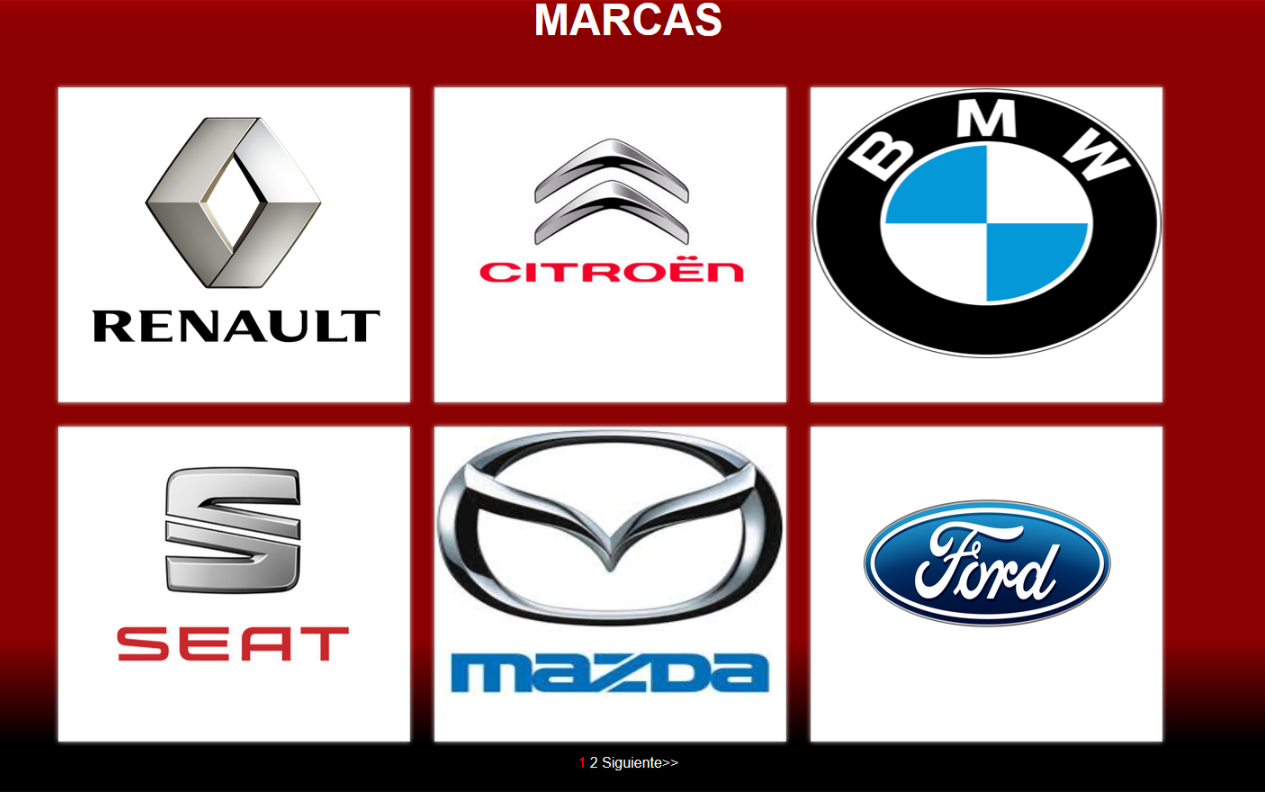 MARCAS
RENAULT
CITROËN
BMW
SEAT
mazda
Ford
1 2 Siguiente>>